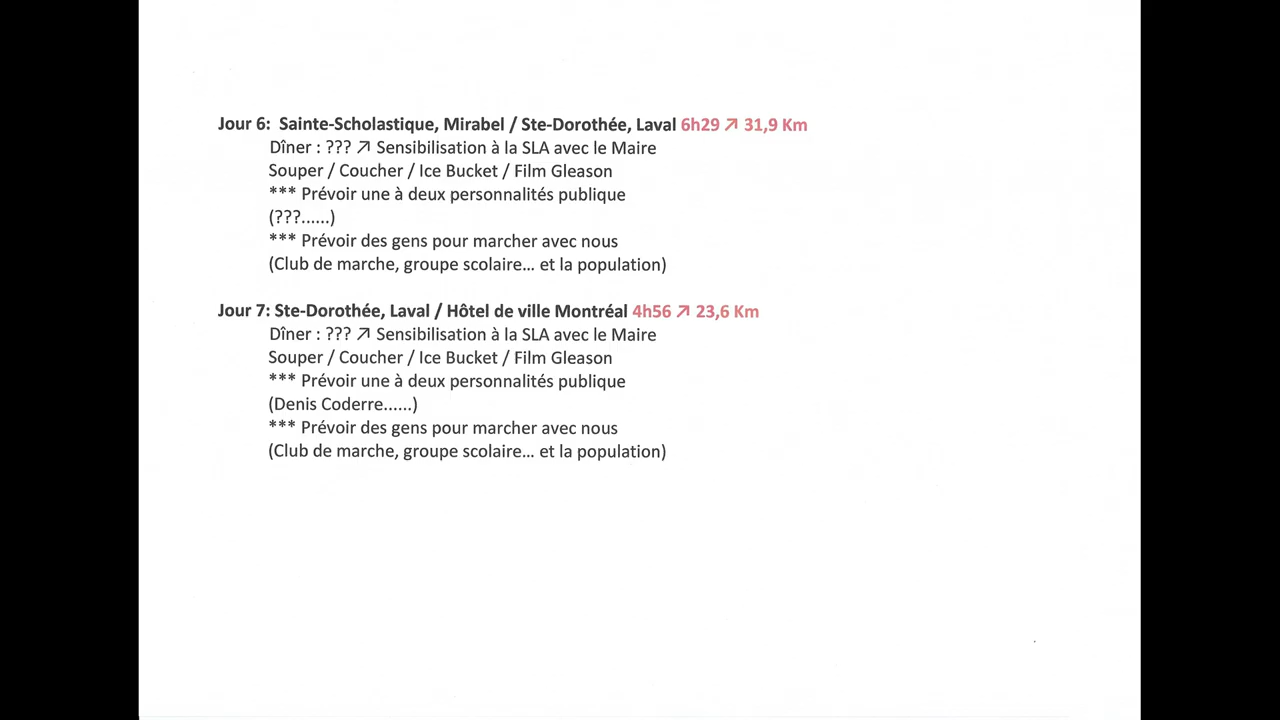 Jour 6:  Sainte-Scholastique, Mirabel / Ste-Dorothée, Laval 6h29 ↗ 31,9 Km
Dîner : ??? ↗ Sensibilisation à la SLA avec le Maire
Souper / Coucher / Ice Bucket / Film Gleason
*** Prévoir une à deux personnalités publique
(???......)
*** Prévoir des gens pour marcher avec nous
(Club de marche, groupe scolaire… et la population)
Jour 7: Ste-Dorothée, Laval / Hôtel de ville Montréal 4h56 ↗ 23,6 Km
Dîner : ??? ↗ Sensibilisation à la SLA avec le Maire
Souper / Coucher / Ice Bucket / Film Gleason
*** Prévoir une à deux personnalités publique
(Denis Coderre......)
*** Prévoir des gens pour marcher avec nous
(Club de marche, groupe scolaire… et la population)